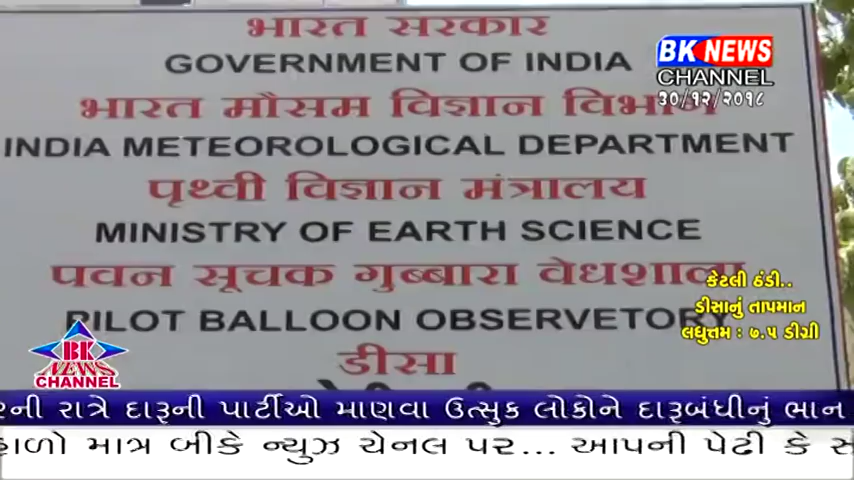 भारत सरकार
GOVERNMENT OF INDIA
भारत मौसम विज्ञान विभाग
INDIA METEOROLOGICAL DEPARTMENT
पृथ्वी विज्ञान मंत्रालय
MINISTRY OF EARTH SCIENCE
पवन सूचक गुब्बारा वेधशाला
PILOT BALLOON OBSERVETORY
डीसा
BK NEWS
CHANNEL
૩૦/૧૨/૨૦૧૮
કેટલી ઠંડી..
ડીસાનું તાપમાન
લઘુત્તમ : ૭.૫ ડીગ્રી
BK
NEWS
CHANNEL
રની રાત્રે દારૂની પાર્ટીઓ માણવા ઉત્સુક લોકોને દારૂબંધીનું ભાન
હાળો માત્ર બીકે ન્યુઝ ચેનલ પર... આપની પેઢી કે